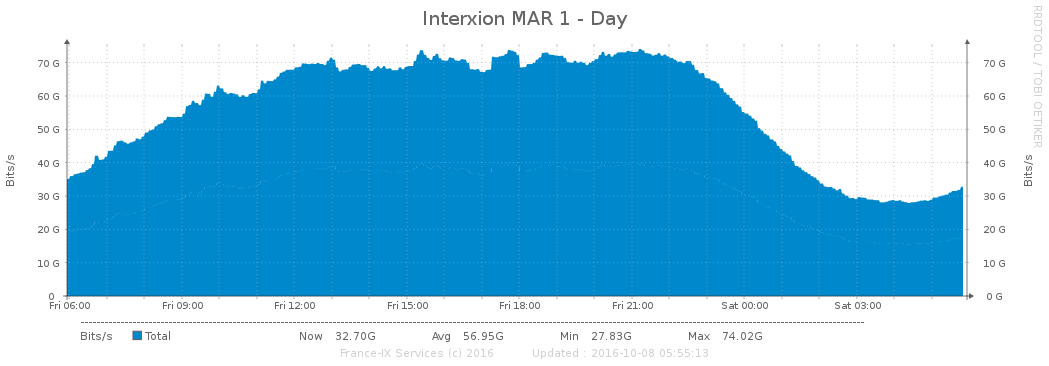 Interxion MAR 1 - Day
RRDTOOL / TOBI OETIKER
Bits/s
Bits/s
70 G 70 G
60 G 60 G
50 G 50 G
40 G 40 G
30 G 30 G
20 G 20 G
10 G 10 G
0 0 G
Fri 06:00 Fri 09:00 Fri 12:00 Fri 15:00 Fri 18:00 Fri 21:00 Sat 00:00 Sat 03:00
Bits/s Total Now 32.70G Avg 56.95G Min 27.83G Max 74.02G
France-IX Services (c) 2016 Updated : 2016-10-08 05:55:13